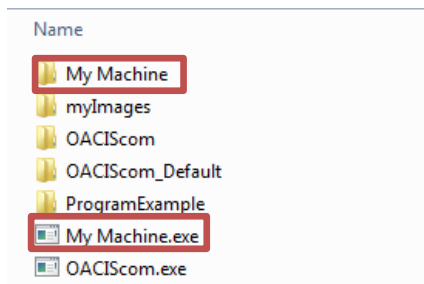 Name
My Machine
myImages
OACIScom
OACIScom_Default
ProgramExample
My Machine.exe
OACIScom.exe